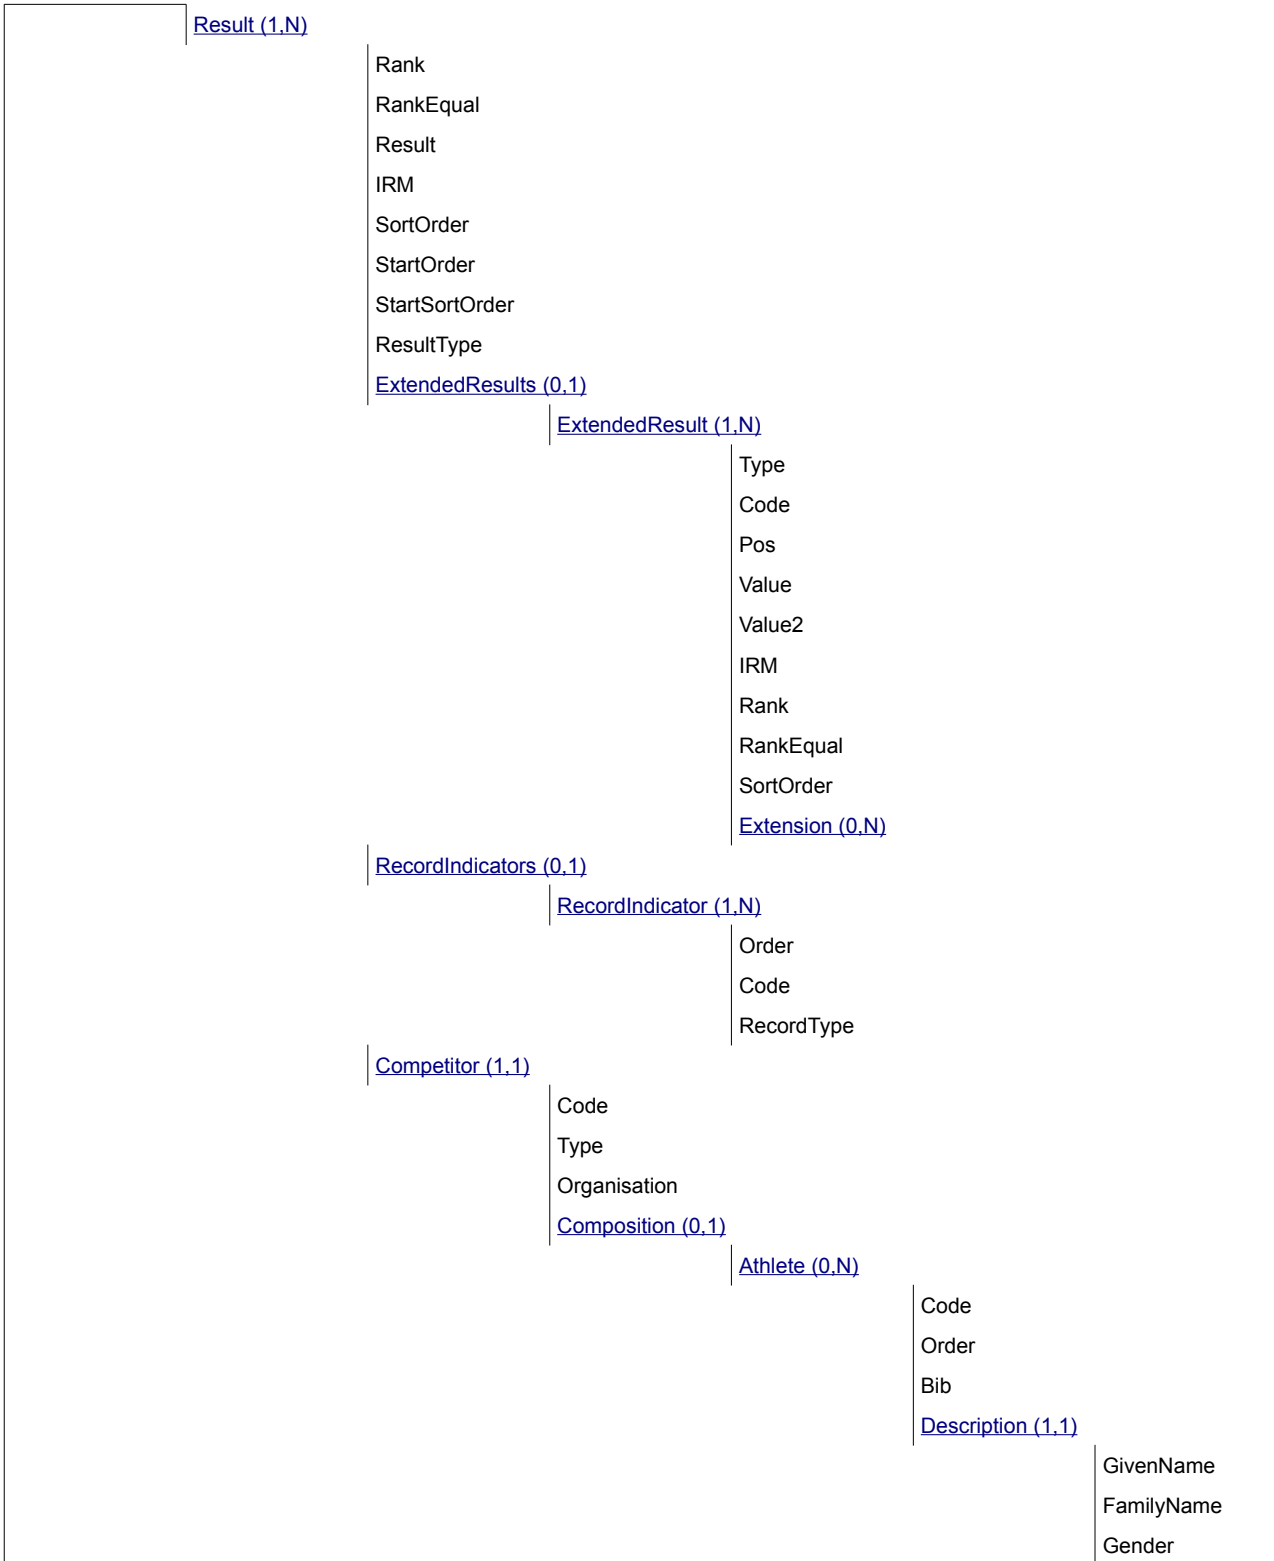 Result (1,N)
Rank
RankEqual
Result
IRM
SortOrder
StartOrder
StartSortOrder
ResultType
ExtendedResults (0,1)
ExtendedResult (1,N)
Type
Code
Pos
Value
Value2
IRM
Rank
RankEqual
SortOrder
Extension (0,N)
RecordIndicators (0,1)
RecordIndicator (1,N)
Order
Code
RecordType
Competitor (1,1)
Code
Type
Organisation
Composition (0,1)
Athlete (0,N)
Code
Order
Bib
Description (1,1)
GivenName
FamilyName
Gender